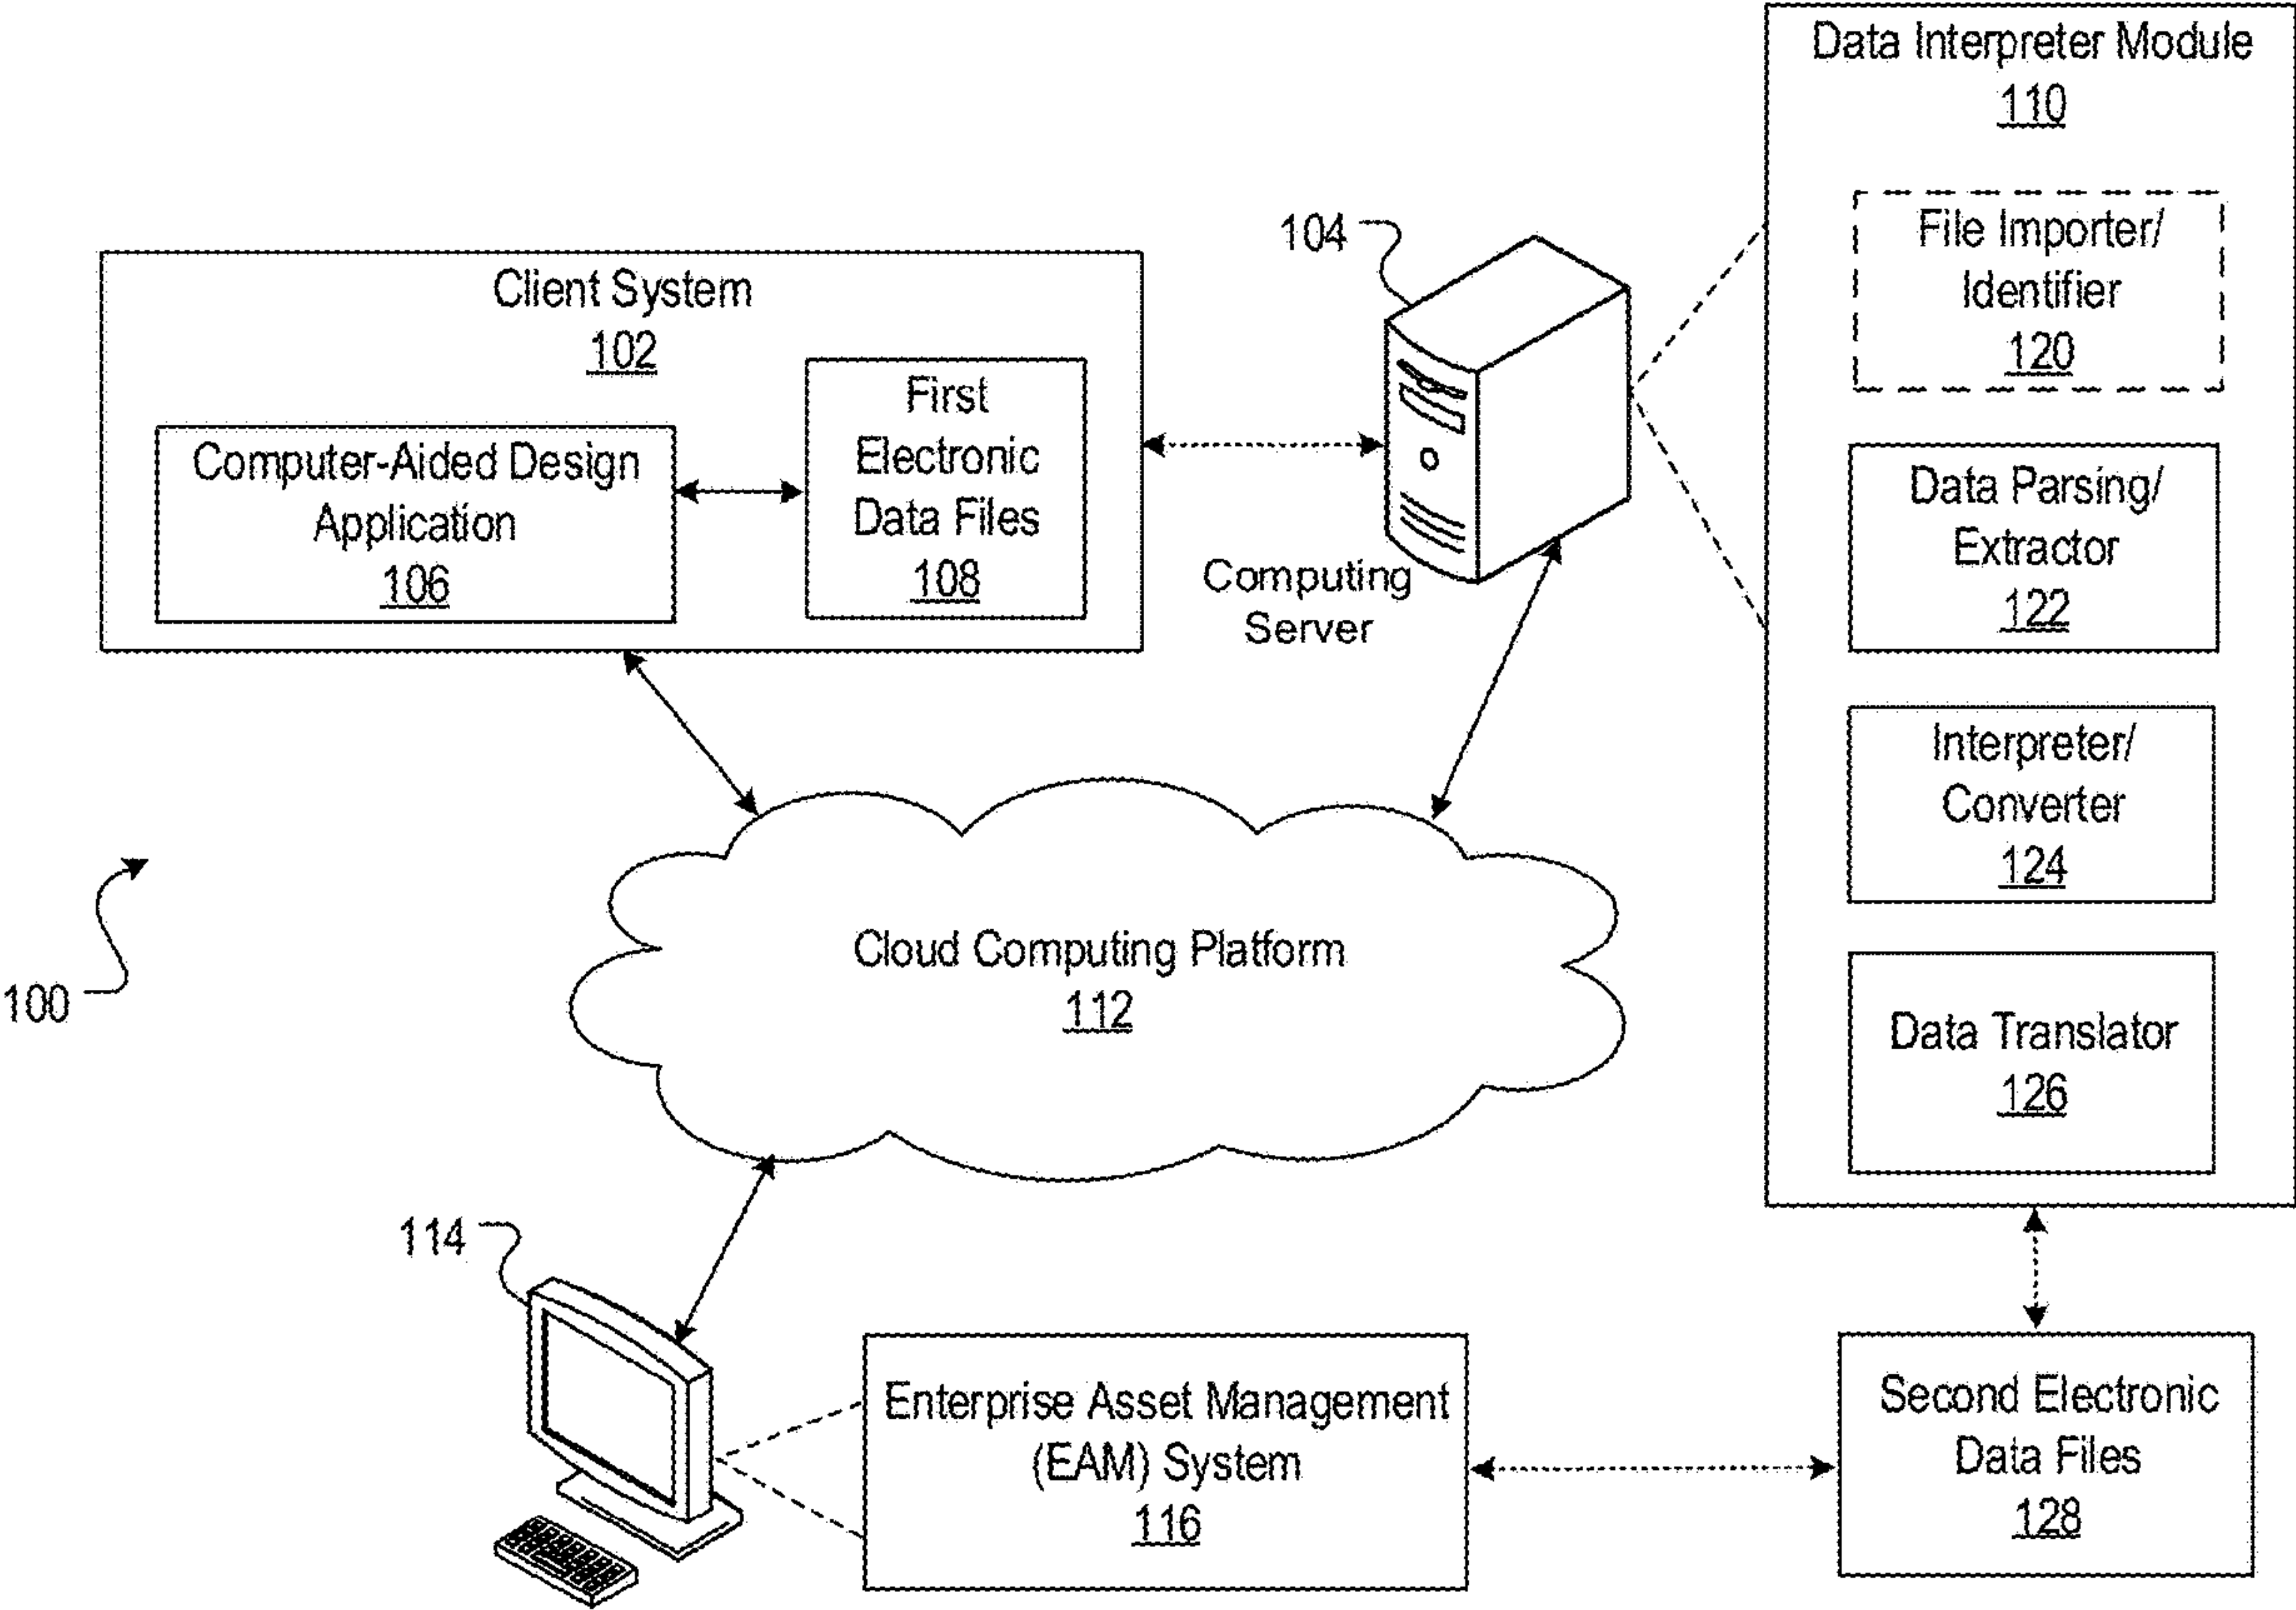 Data Interpreter Module
110
File Importer/
Identifier
120
Data Parsing/
Extractor
122
Interpreter/
Converter
124
Data Translator
126
104
Computing
Server
Client System
102
Computer-Aided Design
Application
106
First
Electronic
Data Files
108
Cloud Computing Platform
112
100
114
Enterprise Asset Management
(EAM) System
116
Second Electronic
Data Files
128